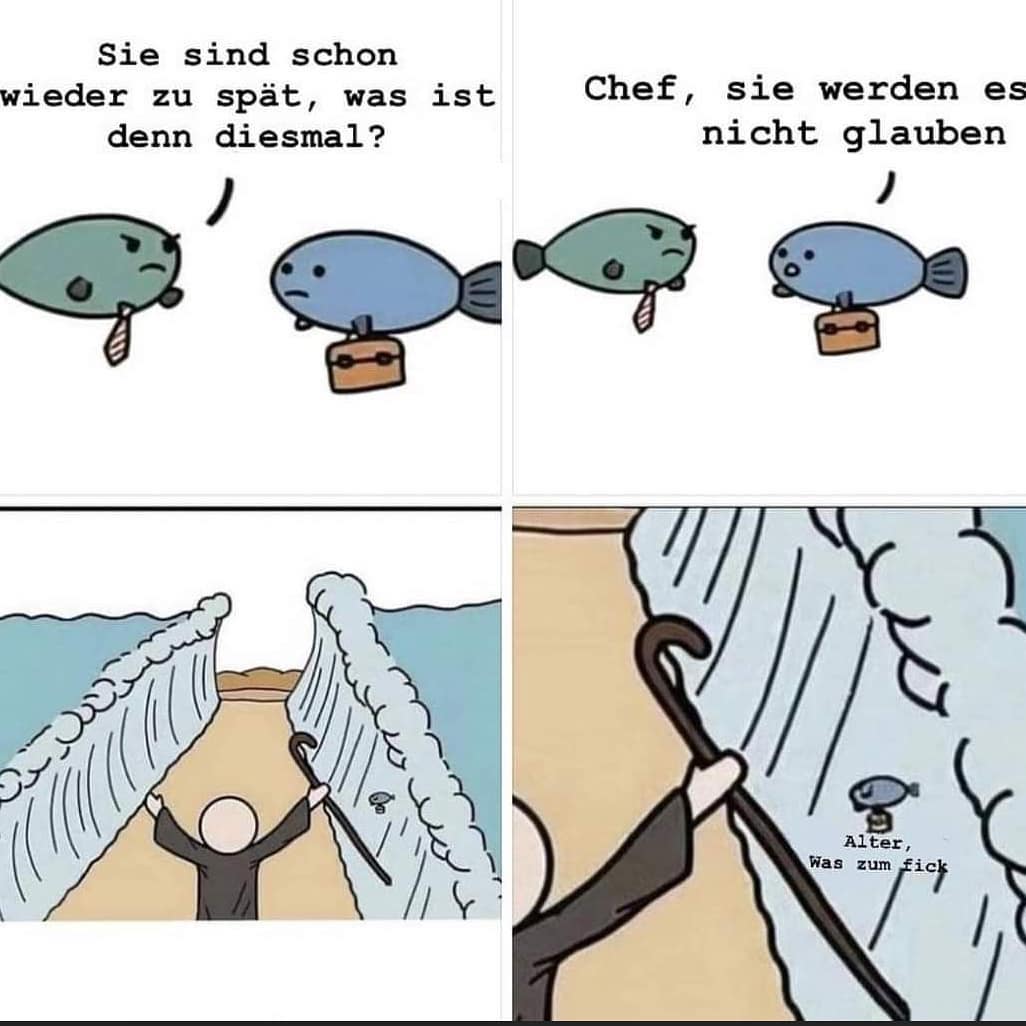 Sie sind schon
wieder zu spät, was ist
denn diesmal?
Chef, sie werden es
nicht glauben
Alter,
Was zum fick